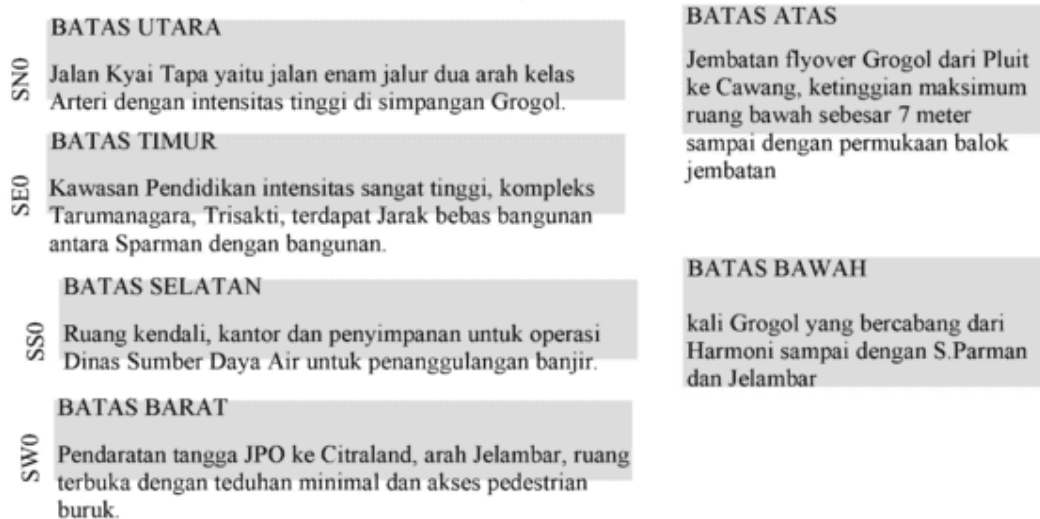 SN0
BATAS UTARA
Jalan Kyai Tapa yaitu jalan enam jalur dua arah kelas
Arteri dengan intensitas tinggi di simpangan Grogol.
SE0
BATAS TIMUR
Kawasan Pendidikan intensitas sangat tinggi, kompleks
Tarumanagara, Trisakti, terdapat Jarak bebas bangunan
antara Sparman dengan bangunan.
SS0
BATAS SELATAN
Ruang kendali, kantor dan penyimpanan untuk operasi
Dinas Sumber Daya Air untuk penanggulangan banjir.
SW0
BATAS BARAT
Pendaratan tangga JPO ke Citraland, arah Jelambar, ruang
terbuka dengan teduhan minimal dan akses pedestrian
buruk.
BATAS ATAS
Jembatan flyover Grogol dari Pluit
ke Cawang, ketinggian maksimum
ruang bawah sebesar 7 meter
sampai dengan permukaan balok
jembatan
BATAS BAWAH
kali Grogol yang bercabang dari
Harmoni sampai dengan S.Parman
dan Jelambar